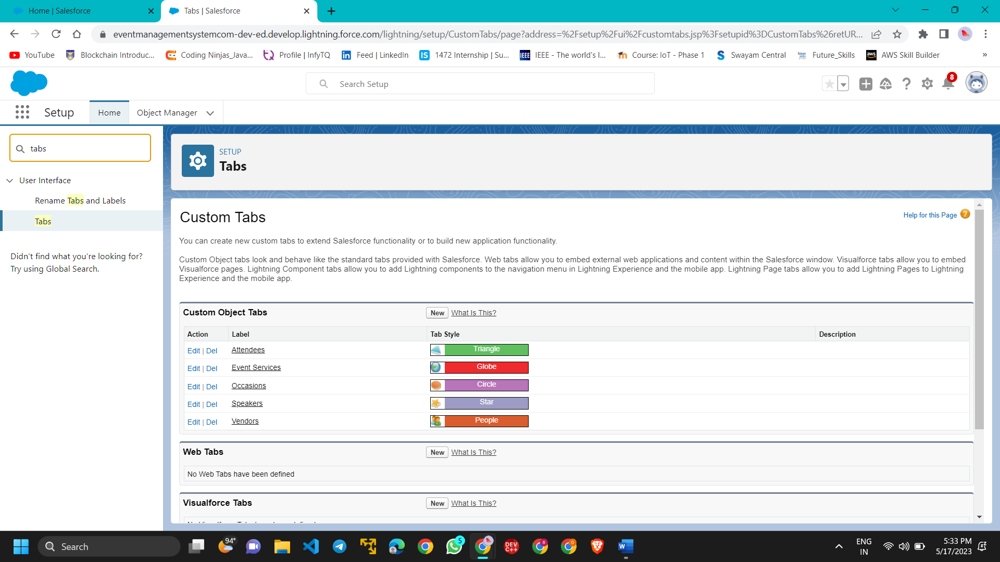 Home | Salesforce
Tabs | Salesforce
eventmanagementsystemcom-dev-ed.develop.lightning.force.com/lightning/setup/CustomTabs/page?address=%2Fsetup%2Fui%2Fcustomtabs.jsp%3Fsetupid%3DCustomTabs%26retUR...
YouTube
Blockchain Introduc...
Coding Ninjas_Java...
Profile | InfyTQ
Feed | LinkedIn
1472 Internship | Su...
IEEE - The world's l...
Course: IoT - Phase 1
Swayam Central
Future_Skills
AWS Skill Builder
»
Search Setup
8
Setup
Home
Object Manager
tabs
User Interface
Rename Tabs and Labels
Tabs
Didn't find what you're looking for?
Try using Global Search.
SETUP
Tabs
Custom Tabs
Help for this Page
You can create new custom tabs to extend Salesforce functionality or to build new application functionality.
Custom Object tabs look and behave like the standard tabs provided with Salesforce. Web tabs allow you to embed external web applications and content within the Salesforce window. Visualforce tabs allow you to embed
Visualforce pages. Lightning Component tabs allow you to add Lightning components to the navigation menu in Lightning Experience and the mobile app. Lightning Page tabs allow you to add Lightning Pages to Lightning
Experience and the mobile app.
Custom Object Tabs New What Is This?
Action Label Tab Style Description
Edit | Del Attendees Triangle
Edit | Del Event Services Globe
Edit | Del Occasions Circle
Edit | Del Speakers Star
Edit | Del Vendors People
Web Tabs New What Is This?
No Web Tabs have been defined
Visualforce Tabs New What Is This?
Search
94°
5
DEV C++
ENG
IN
5:33 PM
5/17/2023